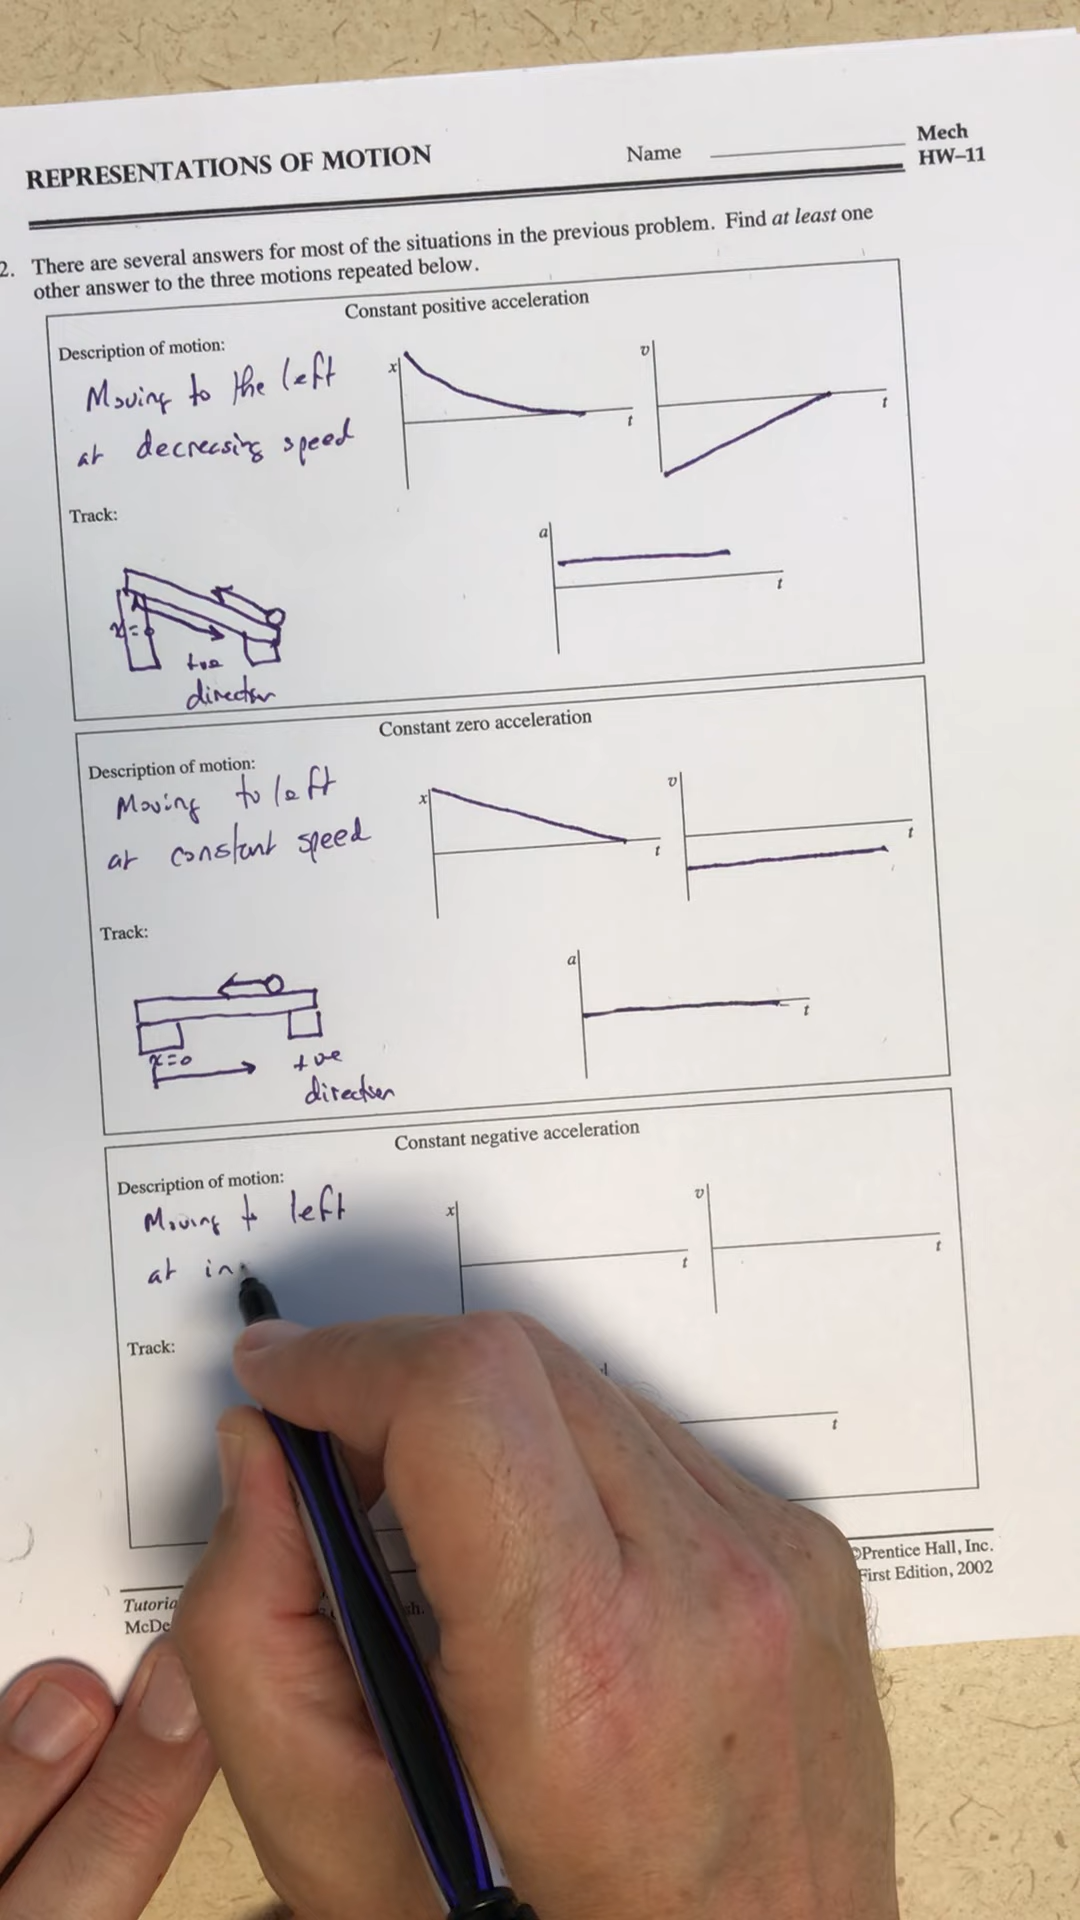 REPRESENTATIONS OF MOTION
Name
Mech
HW–11
2. There are several answers for most of the situations in the previous problem. Find at least one
other answer to the three motions repeated below.
Constant positive acceleration
Description of motion:
Moving to the left
at decreasing speed
x
t
v
t
Track:
a
t
x=0
+ve
direction
Constant zero acceleration
Description of motion:
Moving to left
at constant speed
x
t
v
t
Track:
a
t
x=0
+ve
direction
Constant negative acceleration
Description of motion:
Moving to left
at in
x
t
v
t
Track:
t
©Prentice Hall, Inc.
First Edition, 2002
Tutoria
McDe
sh.